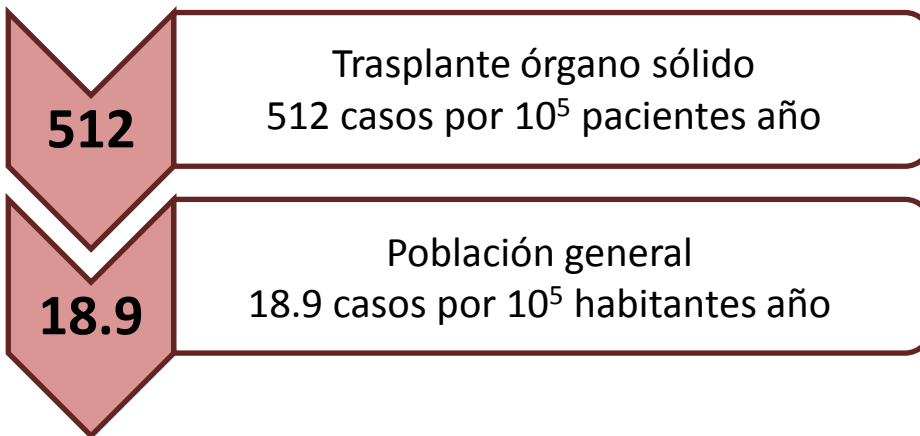 512
Trasplante órgano sólido
512 casos por 10⁵ pacientes año
18.9
Población general
18.9 casos por 10⁵ habitantes año